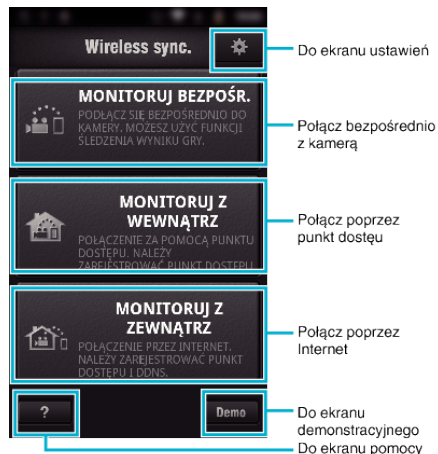 Wireless sync.
Do ekranu ustawień
MONITORUJ BEZPOŚR.
PODŁĄCZ SIĘ BEZPOŚREDNIO DO
KAMERY. MOŻESZ UŻYĆ FUNKCJI
ŚLEDZENIA WYNIKU GRY.
Połącz bezpośrednio
z kamerą
MONITORUJ Z
WEWNĄTRZ
POŁĄCZENIE ZA POMOCĄ PUNKTU
DOSTĘPU. NALEŻY
ZAREJESTROWAĆ PUNKT DOSTĘPU
Połącz poprzez
punkt dostęu
MONITORUJ Z
ZEWNĄTRZ
POŁĄCZENIE PRZEZ INTERNET.
NALEŻY ZAREJESTROWAĆ PUNKT
DOSTĘPU I DDNS.
Połącz poprzez
Internet
?
Demo
Do ekranu
demonstracyjnego
Do ekranu pomocy